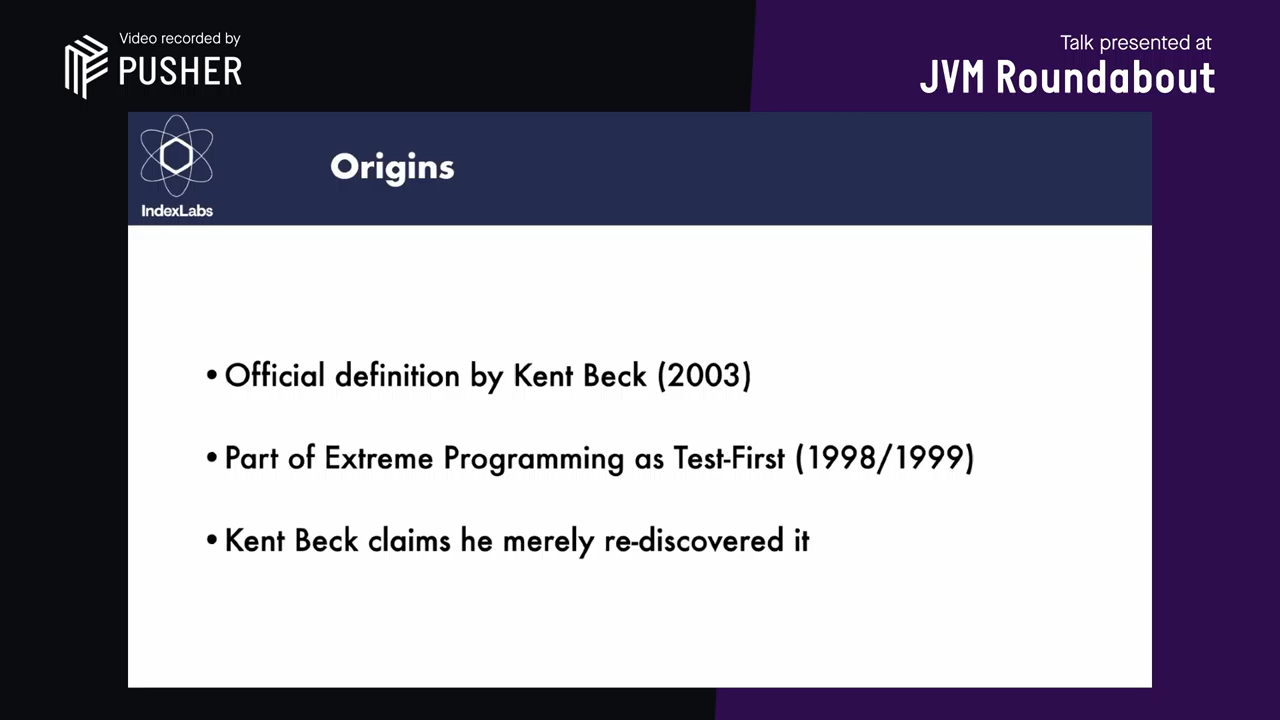 Video recorded by
PUSHER
Talk presented at
JVM Roundabout
IndexLabs
Origins
• Official definition by Kent Beck (2003)
• Part of Extreme Programming as Test-First (1998/1999)
• Kent Beck claims he merely re-discovered it